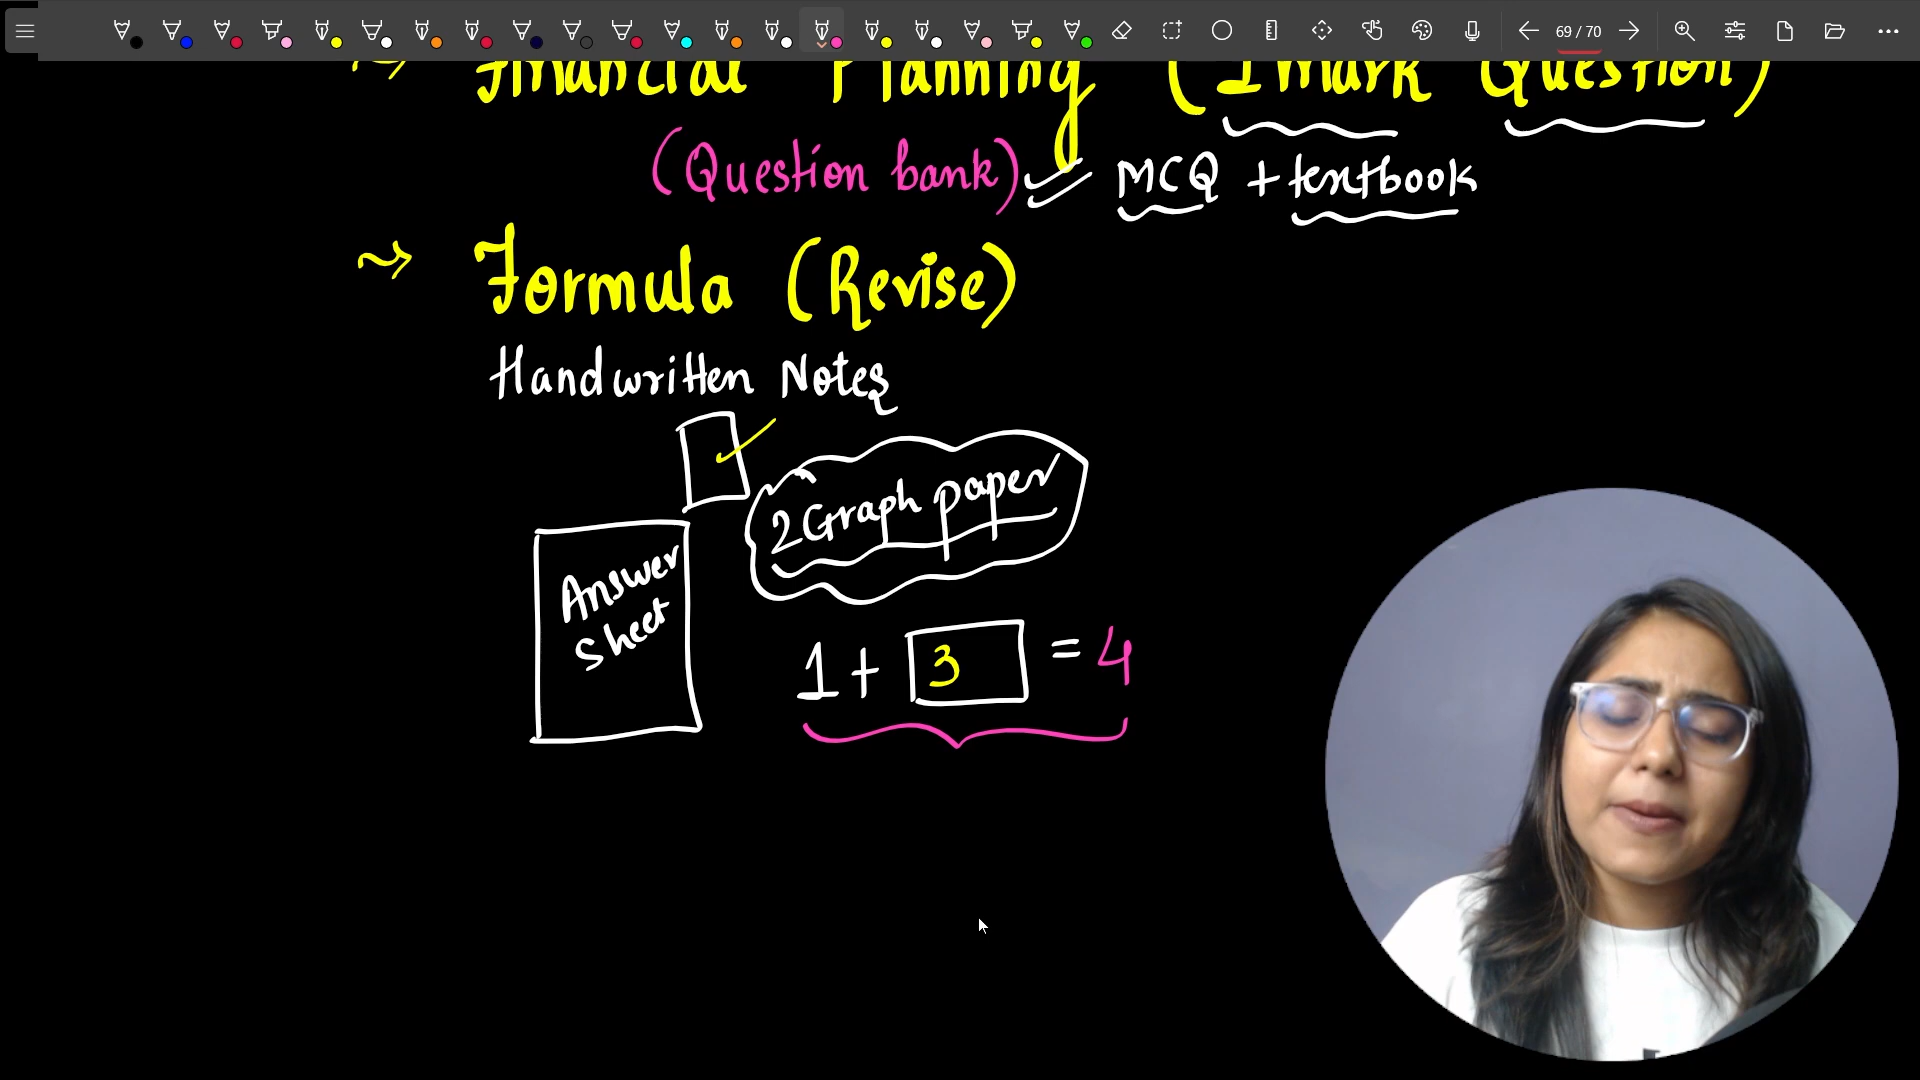 69 / 70
Financial Planning (1 mark Question)
(Question bank) MCQ + textbook
Formula (Revise)
Handwritten Notes
2 Graph paper
Answer
Sheet
1 + 3 = 4